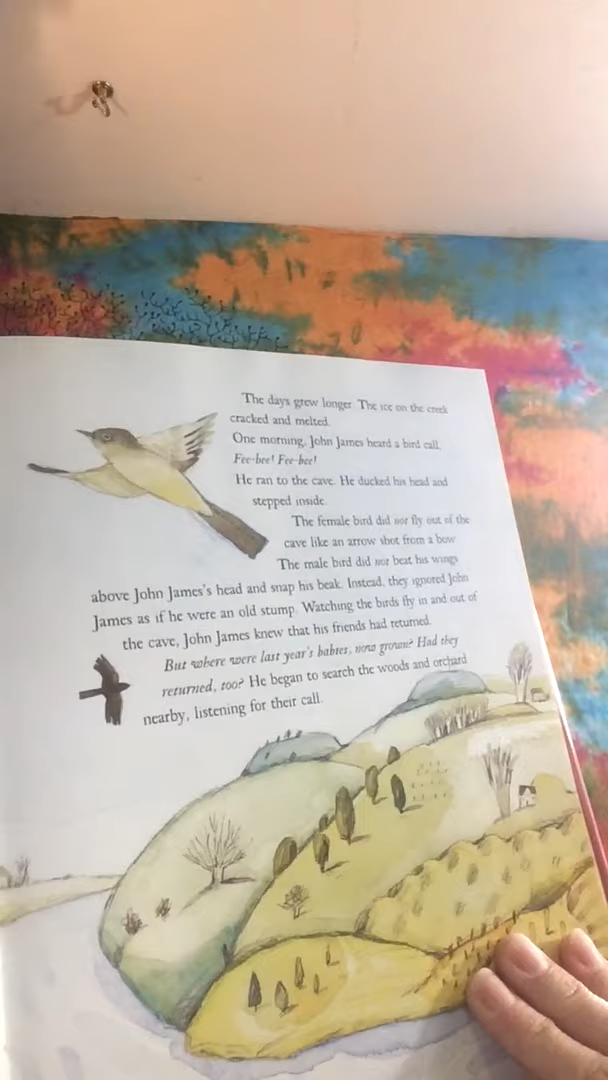 The days grew longer. The ice on the creek
cracked and melted.
One morning, John James heard a bird call.
Fee-bee! Fee-bee!
He ran to the cave. He ducked his head and
stepped inside.
The female bird did not fly out of the
cave like an arrow shot from a bow.
The male bird did not beat his wings
above John James's head and snap his beak. Instead, they ignored John
James as if he were an old stump. Watching the birds fly in and out of
the cave, John James knew that his friends had returned.
But where were last year's babies, now grown? Had they
returned, too? He began to search the woods and orchard
nearby, listening for their call.